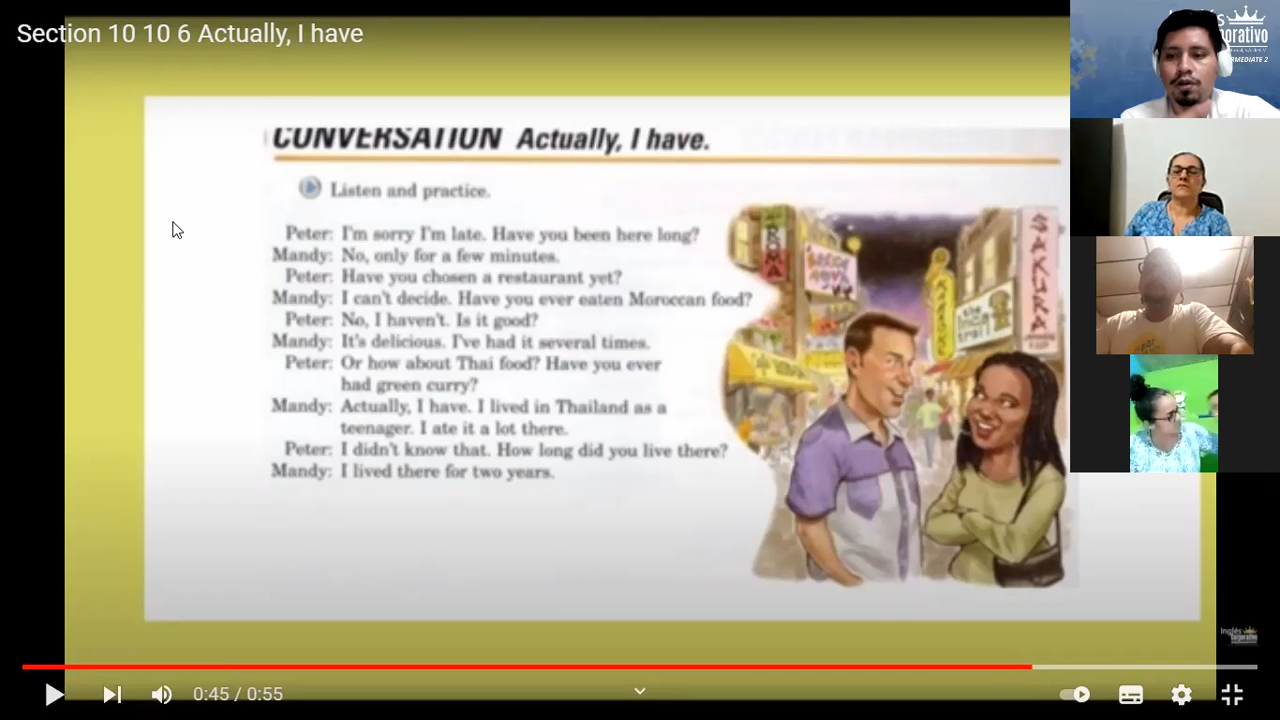 Section 10 10 6 Actually, I have
CONVERSATION Actually, I have.
Listen and practice.
Peter: I'm sorry I'm late. Have you been here long?
Mandy: No, only for a few minutes.
Peter: Have you chosen a restaurant yet?
Mandy: I can't decide. Have you ever eaten Moroccan food?
Peter: No, I haven't. Is it good?
Mandy: It's delicious. I've had it several times.
Peter: Or how about Thai food? Have you ever
had green curry?
Mandy: Actually, I have. I lived in Thailand as a
teenager. I ate it a lot there.
Peter: I didn't know that. How long did you live there?
Mandy: I lived there for two years.
SAKURA
0:45 / 0:55
Inglés
Corporativo